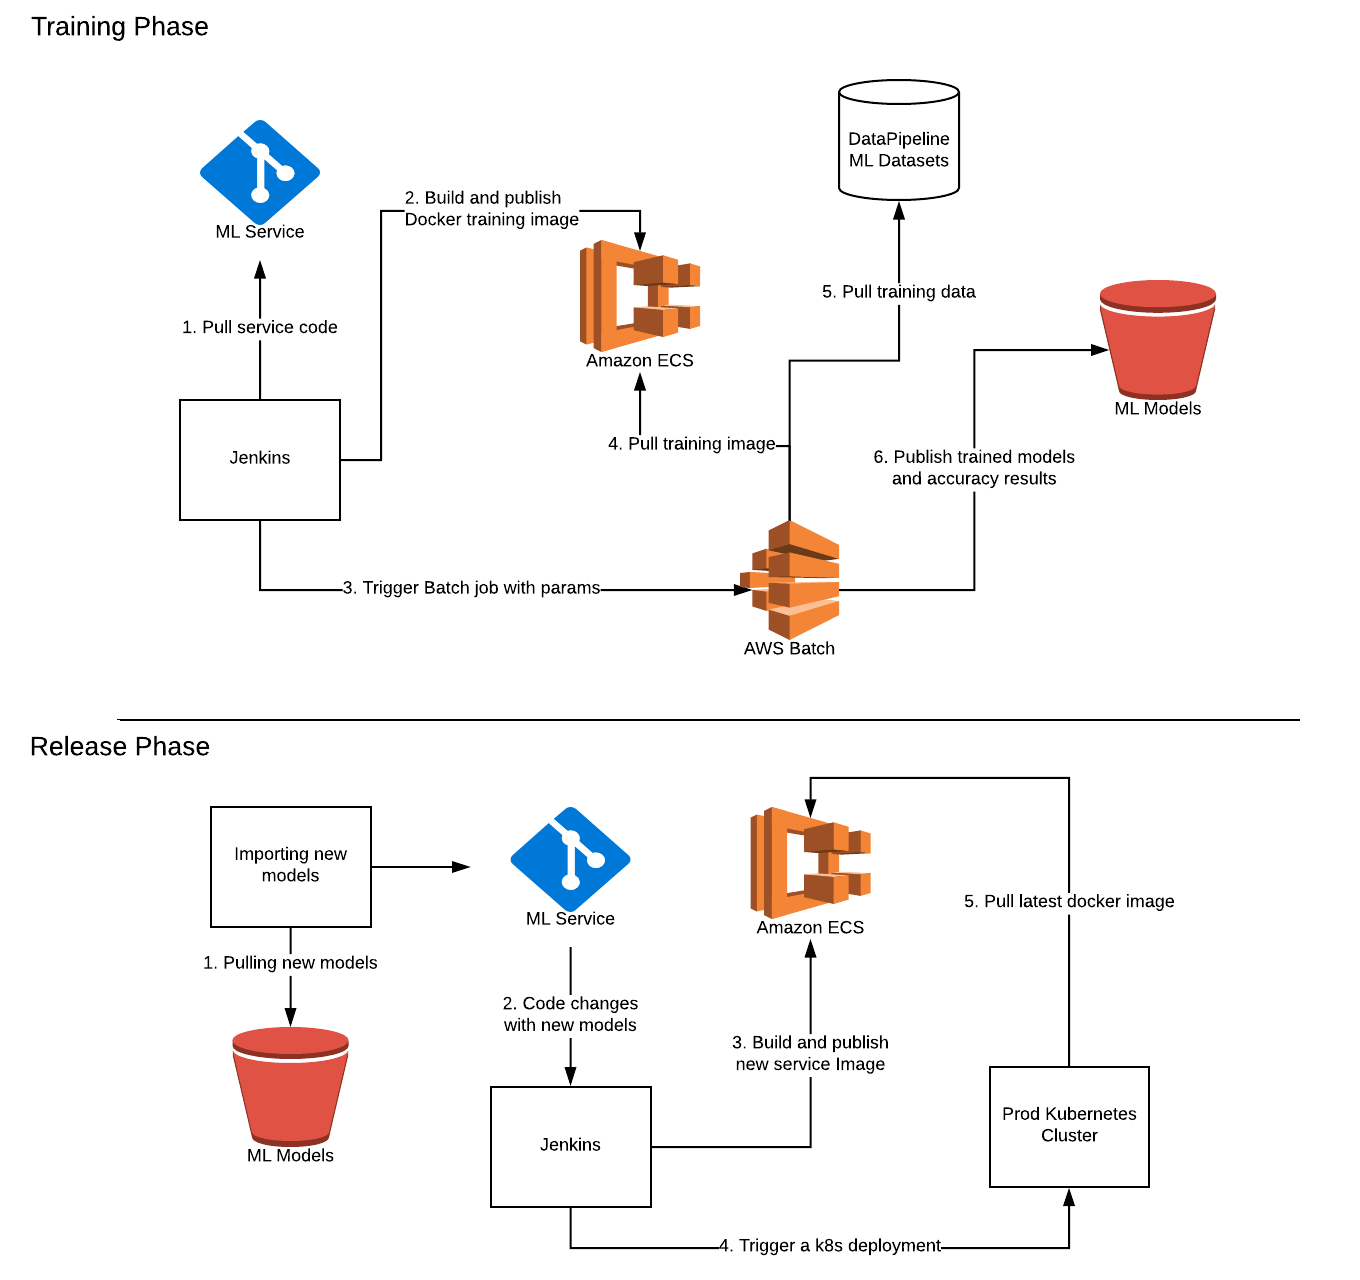 Training Phase
DataPipeline
ML Datasets
ML Service
2. Build and publish
Docker training image
1. Pull service code
Amazon ECS
5. Pull training data
ML Models
4. Pull training image
Jenkins
6. Publish trained models
and accuracy results
3. Trigger Batch job with params
AWS Batch
Release Phase
Importing new
models
ML Service
Amazon ECS
5. Pull latest docker image
1. Pulling new models
2. Code changes
with new models
3. Build and publish
new service Image
ML Models
Jenkins
Prod Kubernetes
Cluster
4. Trigger a k8s deployment